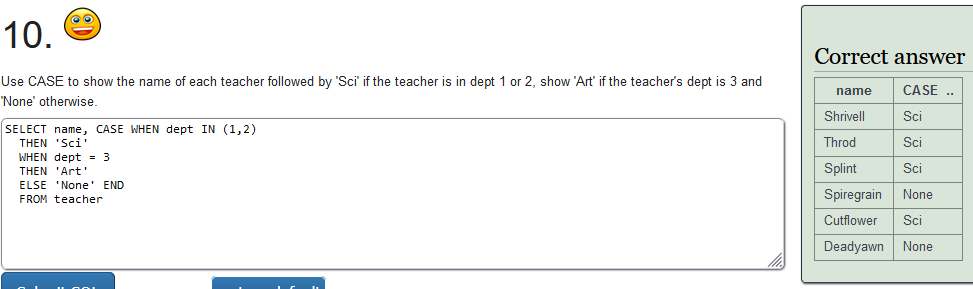 10.
Use CASE to show the name of each teacher followed by 'Sci' if the teacher is in dept 1 or 2, show 'Art' if the teacher's dept is 3 and
'None' otherwise.
SELECT name, CASE WHEN dept IN (1,2)
THEN 'Sci'
WHEN dept = 3
THEN 'Art'
ELSE 'None' END
FROM teacher
Correct answer
name CASE ..
Shrivell Sci
Throd Sci
Splint Sci
Spiregrain None
Cutflower Sci
Deadyawn None